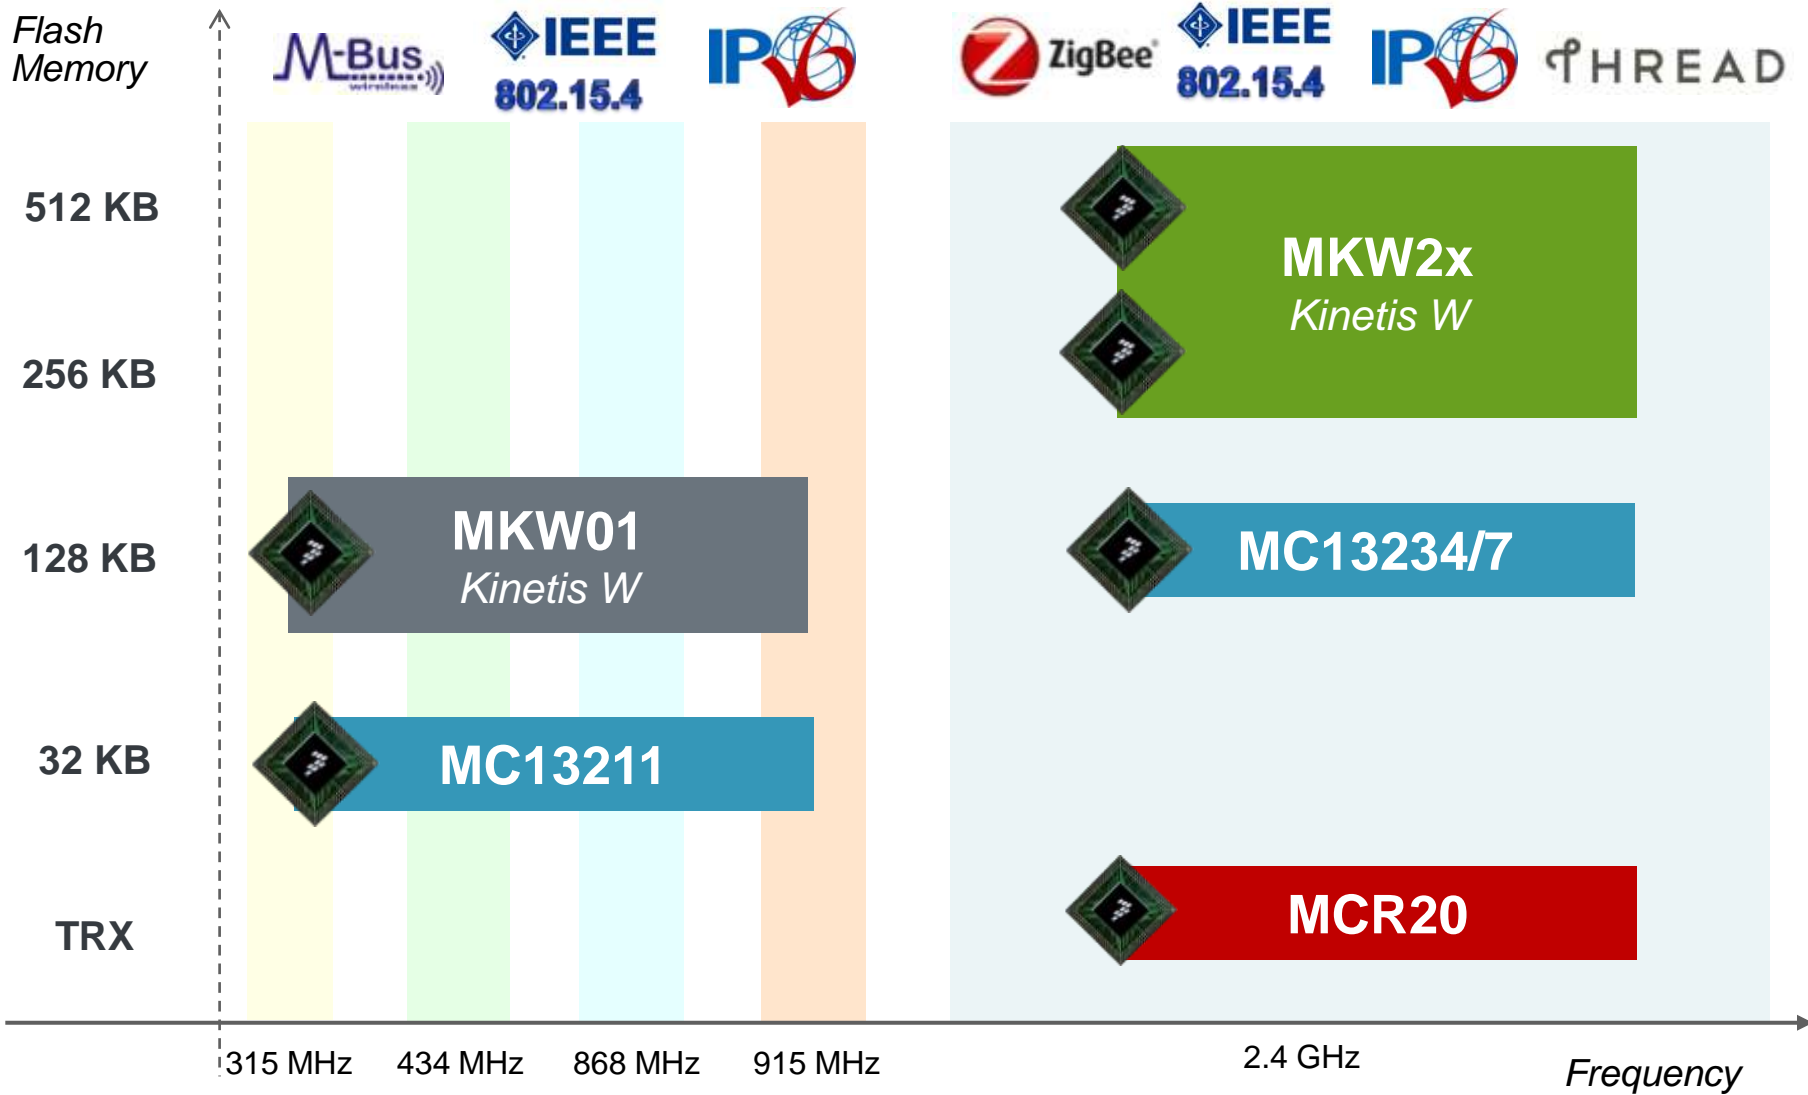 Flash
Memory
M-Bus
wireless
IEEE
802.15.4
IPv6
Z ZigBee®
IEEE
802.15.4
IPv6
THREAD
512 KB
MKW2x
Kinetis W
256 KB
128 KB
MKW01
Kinetis W
MC13234/7
32 KB
MC13211
TRX
MCR20
315 MHz
434 MHz
868 MHz
915 MHz
2.4 GHz
Frequency